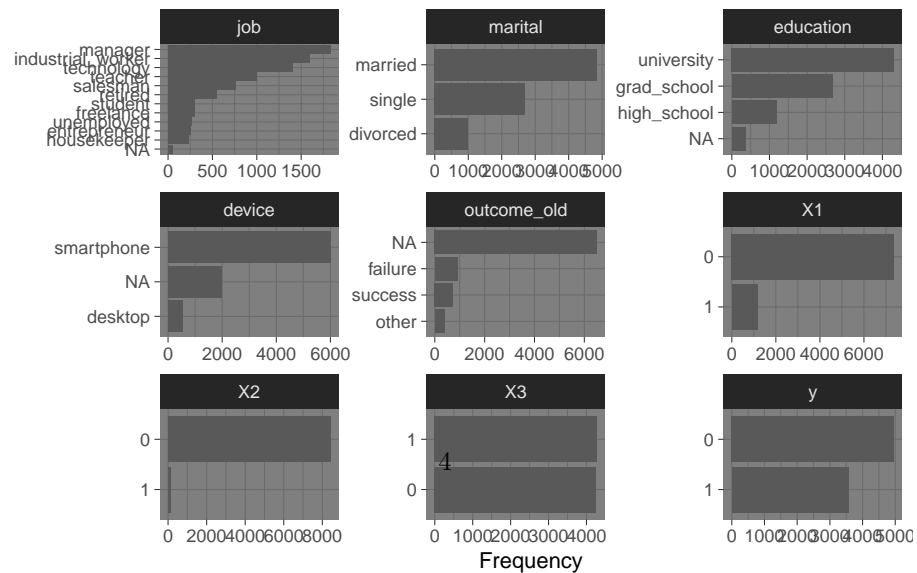 job
manager
industrial_worker
technology
teacher
salesman
retired
student
freelance
unemployed
entrepreneur
housekeeper
NA
0 500 1000 1500
marital
married
single
divorced
0 1000 2000 3000 4000 5000
education
university
grad_school
high_school
NA
0 1000 2000 3000 4000
device
smartphone
NA
desktop
0 2000 4000 6000
outcome_old
NA
failure
success
other
0 2000 4000 6000
X1
0
1
0 2000 4000 6000
X2
0
1
0 2000 4000 6000 8000
X3
1
0
4
0 1000 2000 3000 4000
y
0
1
0 1000 2000 3000 4000 5000
Frequency